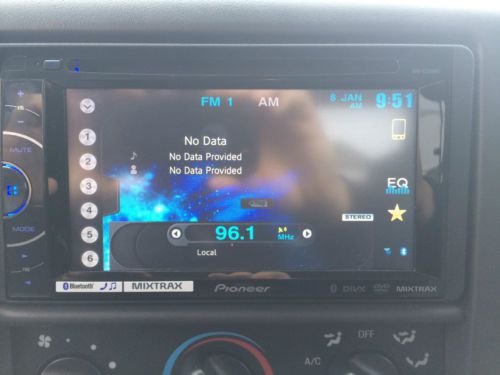 FM 1 AM 8 JAN 9:51
AM
+
1
MUTE
No Data
2
No Data Provided
3
No Data Provided
EQ
4
MODE
STEREO
5
96.1 MHz
6
Local
Bluetooth MIXTRAX Pioneer DIVX DVD MIXTRAX
OFF
A/C